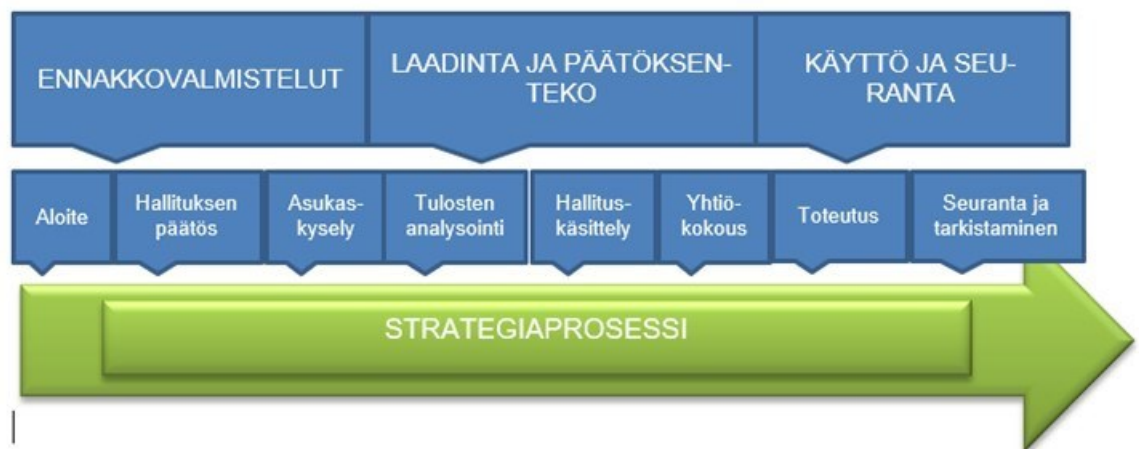 ENNAKKOVALMISTELUT
LAADINTA JA PÄÄTÖKSEN-
TEKO
KÄYTTÖ JA SEU-
RANTA
Aloite
Hallituksen
päätös
Asukas-
kysely
Tulosten
analysointi
Hallitus-
käsittely
Yhtiö-
kokous
Toteutus
Seuranta ja
tarkistaminen
STRATEGIAPROSESSI